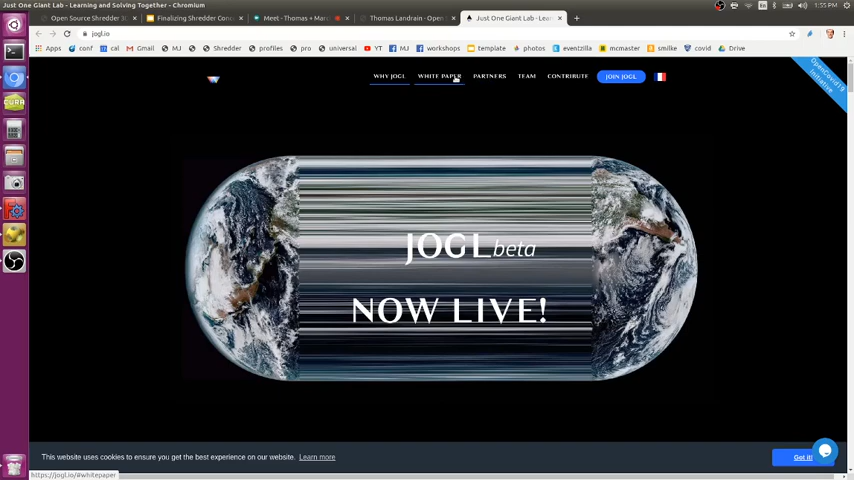 Just One Giant Lab - Learning and Solving Together - Chromium
En
1:55 PM
Open Source Shredder 30
Finalizing Shredder Conc
Meet - Thomas + Marc
Thomas Landrain - Open
Just One Giant Lab - Learn
jogl.io
Apps
conf
cal
Gmail
MJ
Shredder
profiles
pro
universal
YT
MJ
workshops
template
photos
eventzilla
mcmaster
smilke
covid
Drive
WHY JOGL
WHITE PAPER
PARTNERS
TEAM
CONTRIBUTE
JOIN JOGL
OpenCovid19
Initiative
CURA
JOGL beta
NOW LIVE!
This website uses cookies to ensure you get the best experience on our website. Learn more
Got it!
https://jogl.io/#whitepaper